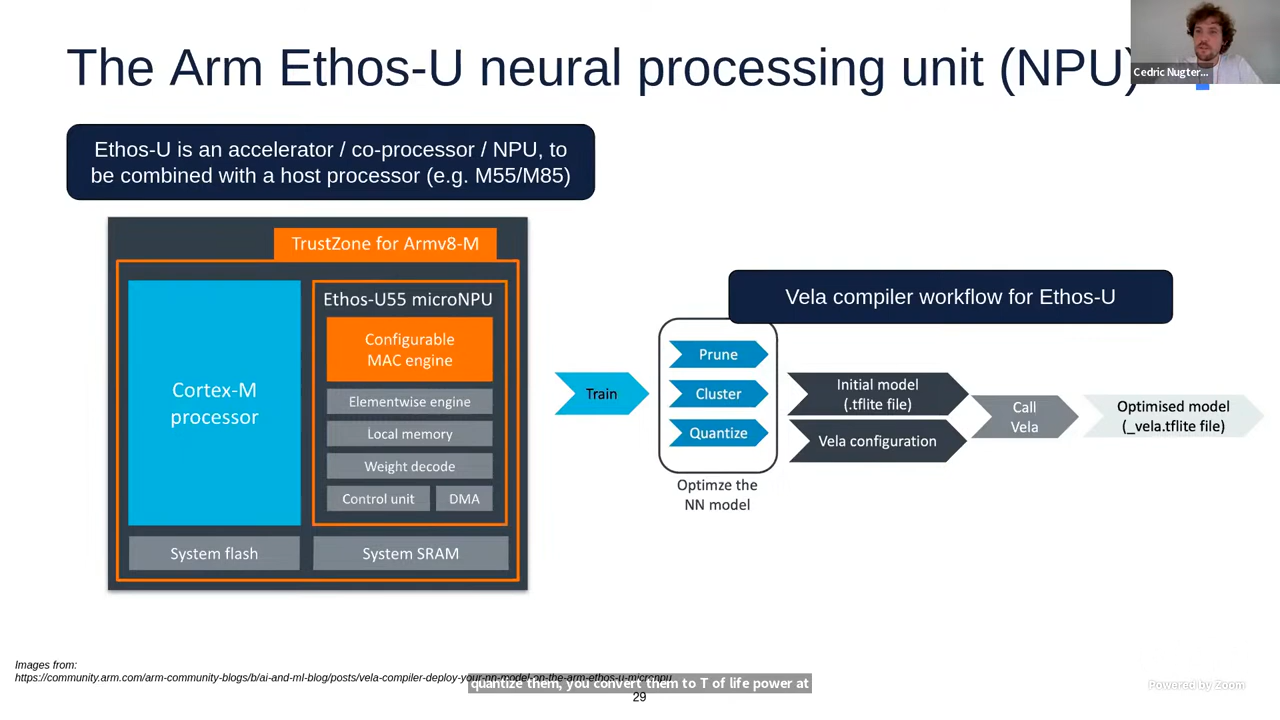 The Arm Ethos-U neural processing unit (NPU)
Cedric Nugter...
Ethos-U is an accelerator / co-processor / NPU, to
be combined with a host processor (e.g. M55/M85)
TrustZone for Armv8-M
Cortex-M
processor
Ethos-U55 microNPU
Configurable
MAC engine
Elementwise engine
Local memory
Weight decode
Control unit
DMA
System flash
System SRAM
Vela compiler workflow for Ethos-U
Train
Prune
Cluster
Quantize
Optimze the
NN model
Initial model
(.tflite file)
Vela configuration
Call
Vela
Optimised model
(_vela.tflite file)
Images from:
https://community.arm.com/arm-community-blogs/b/ai-and-ml-blog/posts/vela-compiler-deploy-your-nn-model-on-the-arm-ethos-u-micronpu
quantize them, you convert them to T of life power at
29
Powered by Zoom